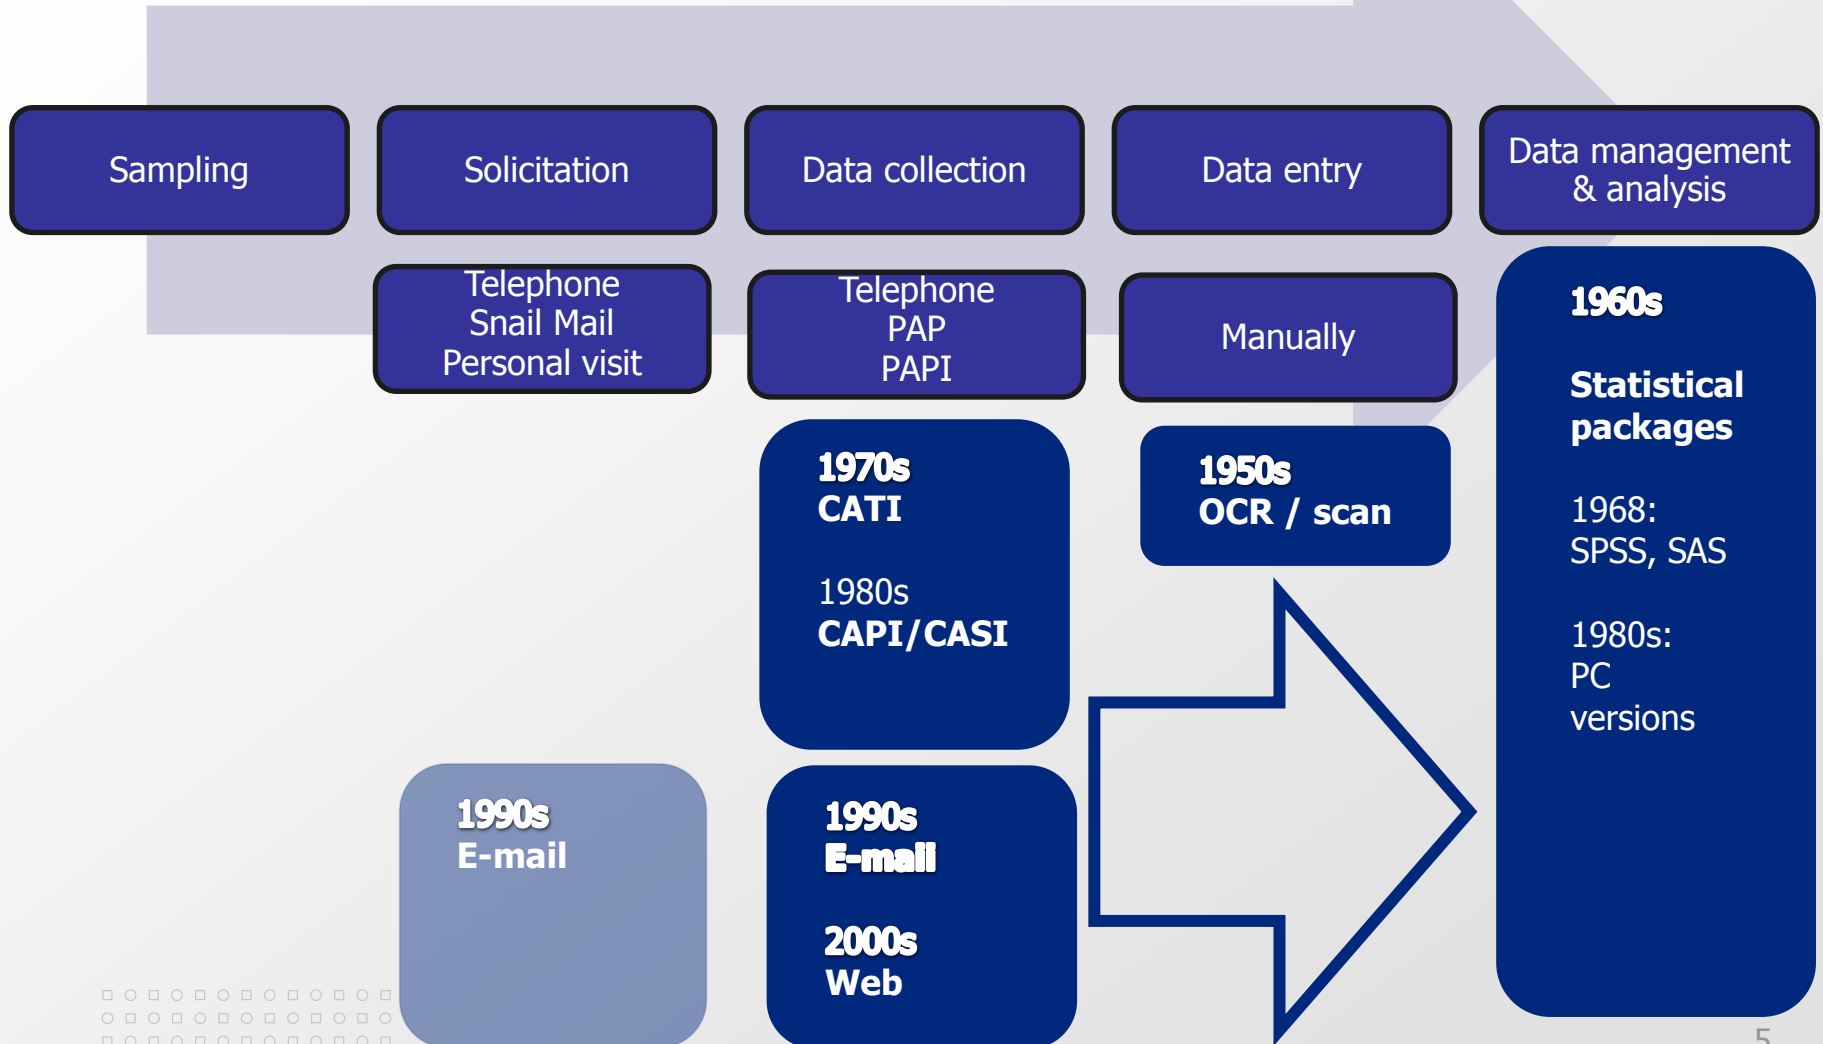 Sampling
Solicitation
Data collection
Data entry
Data management
& analysis
Telephone
Snail Mail
Personal visit
Telephone
PAP
PAPI
Manually
1960s
Statistical
packages
1968:
SPSS, SAS
1980s:
PC
versions
1970s
CATI
1980s
CAPI/CASI
1950s
OCR / scan
1990s
E-mail
1990s
E-mail
2000s
Web
5